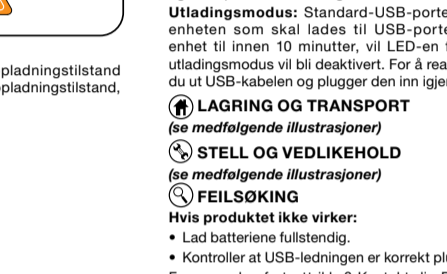 pladningstilstand
pladningstilstand,
Utladingsmodus: Standard-USB-porte
enheten som skal lades til USB-porte
enhet til innen 10 minutter, vil LED-en
utladingsmodus vil bli deaktivert. For å rea
du ut USB-kabelen og plugger den inn igjen
LAGRING OG TRANSPORT
(se medfølgende illustrasjoner)
STELL OG VEDLIKEHOLD
(se medfølgende illustrasjoner)
FEILSØKING
Hvis produktet ikke virker:
• Lad batteriene fullstendig.
• Kontroller at USB-ledningen er korrekt plu